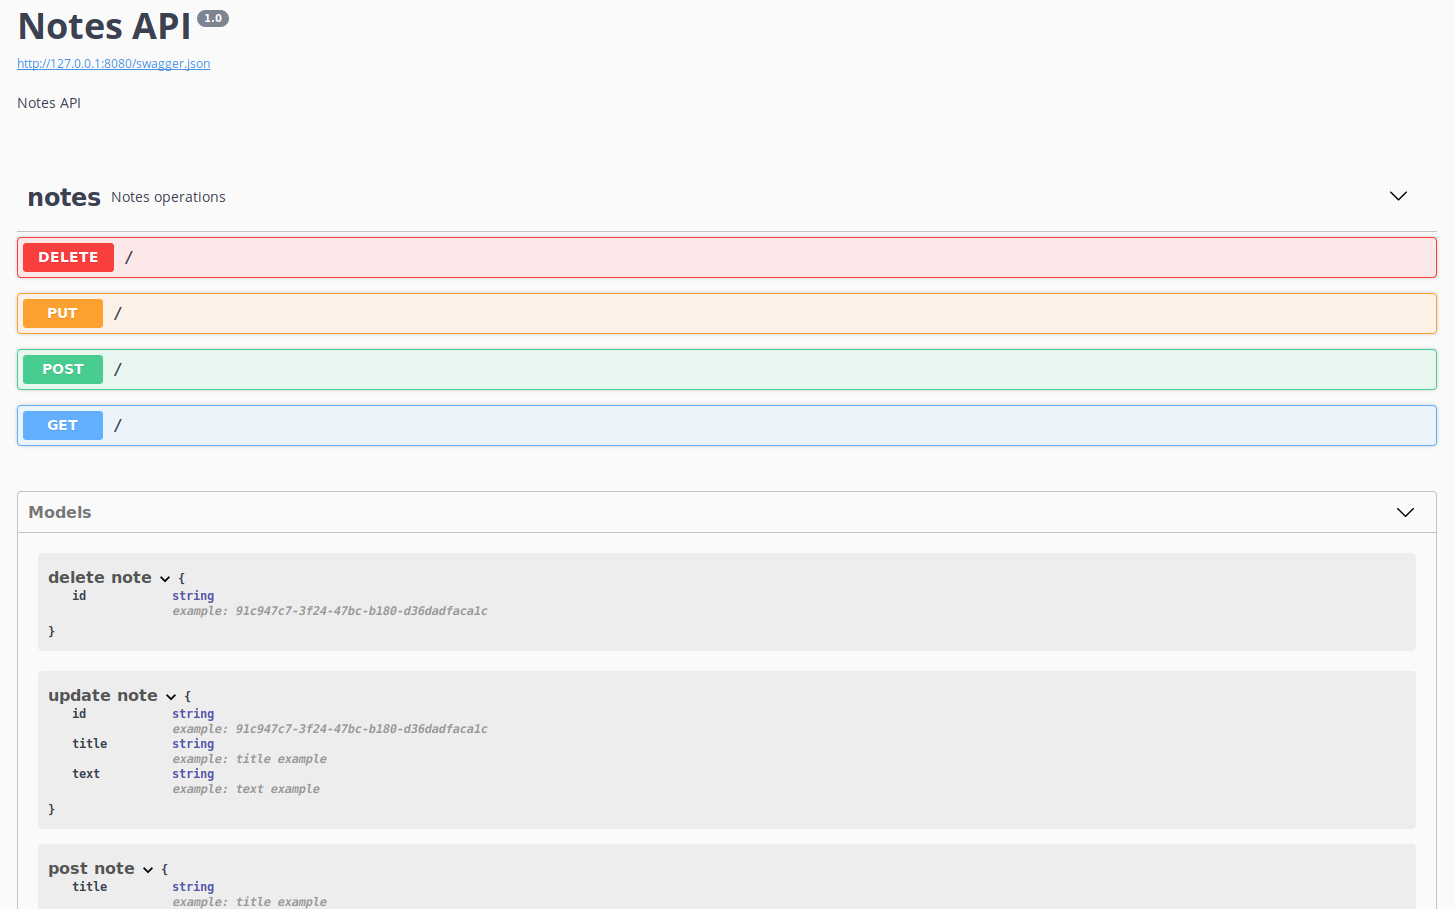 Notes API 1.0
http://127.0.0.1:8080/swagger.json
Notes API
notes Notes operations
DELETE /
PUT /
POST /
GET /
Models
delete note {
id string
example: 91c947c7-3f24-47bc-b180-d36dadfaca1c
}
update note {
id string
example: 91c947c7-3f24-47bc-b180-d36dadfaca1c
title string
example: title example
text string
example: text example
}
post note {
title string
example: title example